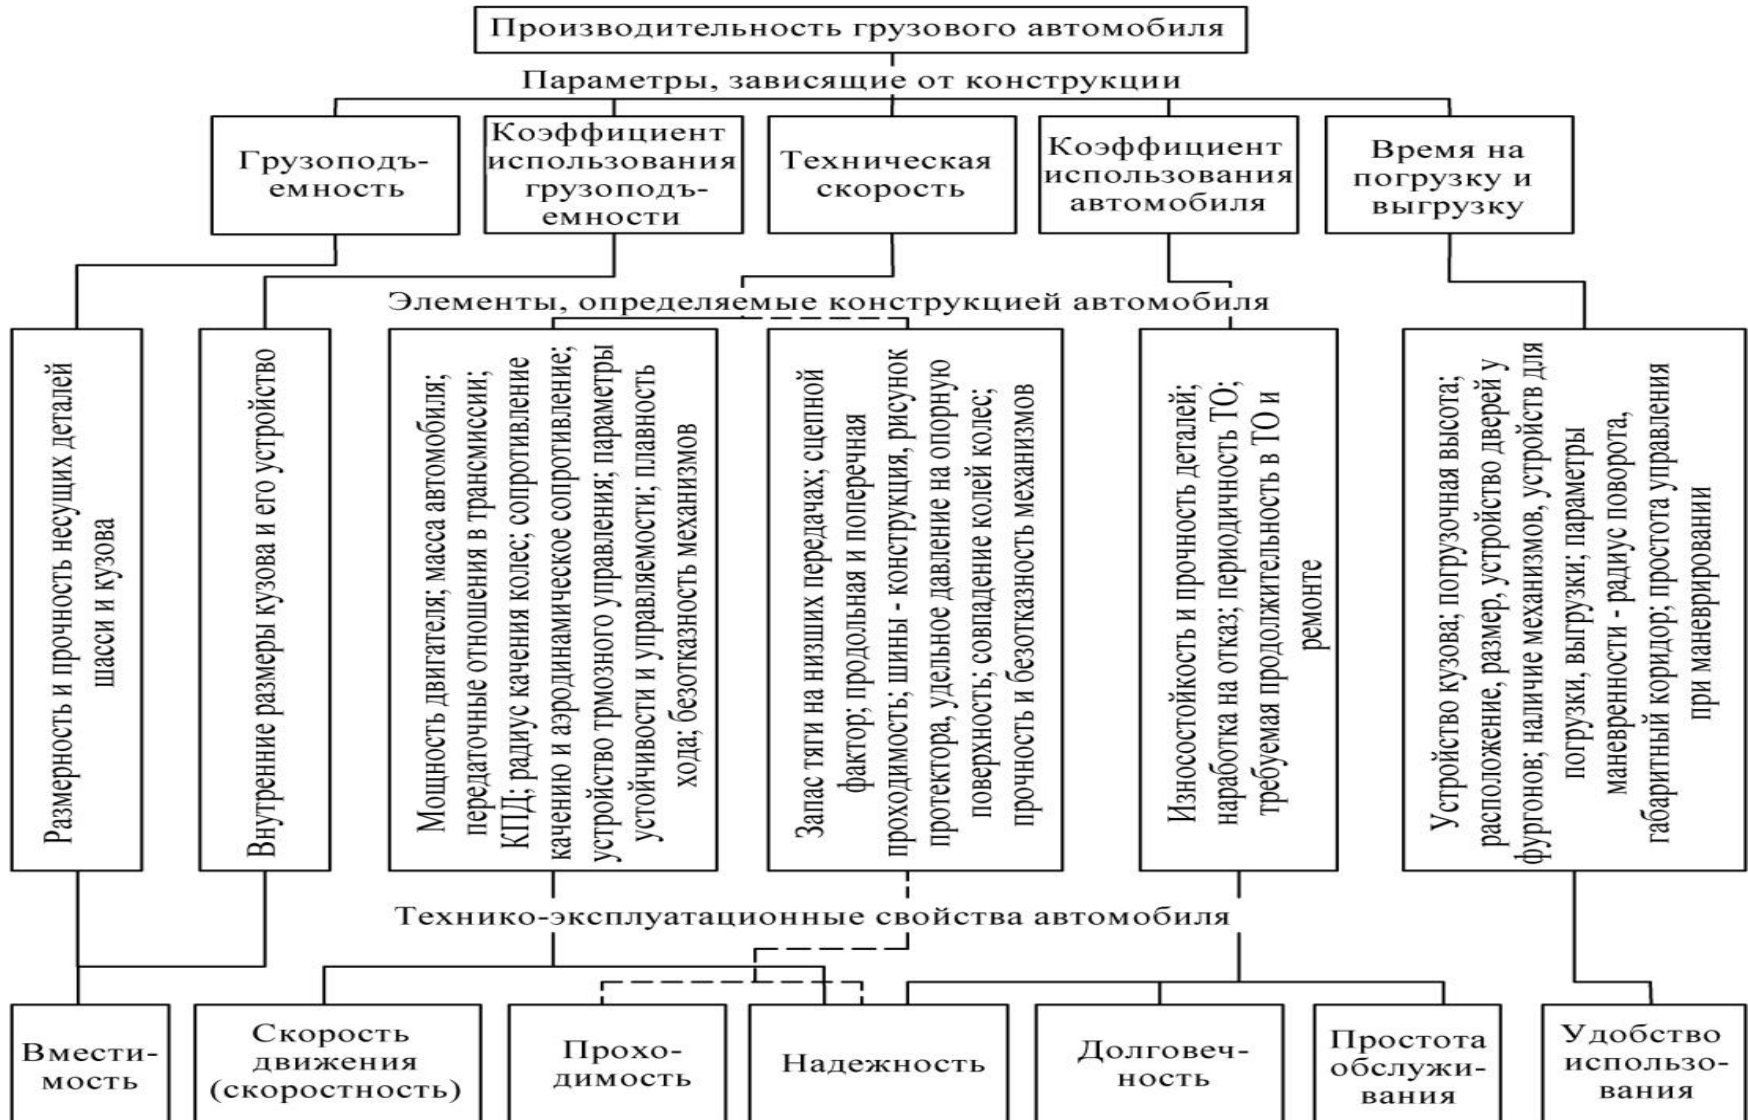 Производительность грузового автомобиля
Параметры, зависящие от конструкции
Грузоподъ-
емность
Коэффициент
использования
грузоподъ-
емности
Техническая
скорость
Коэффициент
использования
автомобиля
Время на
погрузку и
выгрузку
Элементы, определяемые конструкцией автомобиля
Размерность и прочность несущих деталей
шасси и кузова
Внутренние размеры кузова и его устройство
Мощность двигателя; масса автомобиля;
передаточные отношения в трансмиссии;
КПД; радиус качения колес; сопротивление
качению и аэродинамическое сопротивление;
устройство трмозного управления; параметры
устойчивости и управляемости; плавность
хода; безотказность механизмов
Запас тяги на низших передачах; сцепной
фактор; продольная и поперечная
проходимость; шины - конструкция, рисунок
протектора, удельное давление на опорную
поверхность; совпадение колей колес;
прочность и безотказность механизмов
Износостойкость и прочность деталей;
наработка на отказ; периодичность ТО;
требуемая продолжительность в ТО и
ремонте
Устройство кузова; погрузочная высота;
расположение, размер, устройство дверей у
фургонов; наличие механизмов, устройств для
погрузки, выгрузки; параметры
маневренности - радиус поворота,
габаритный коридор; простота управления
при маневрировании
Технико-эксплуатационные свойства автомобиля
Вмести-
мость
Скорость
движения
(скоростность)
Прохо-
димость
Надежность
Долговеч-
ность
Простота
обслужи-
вания
Удобство
использо-
вания